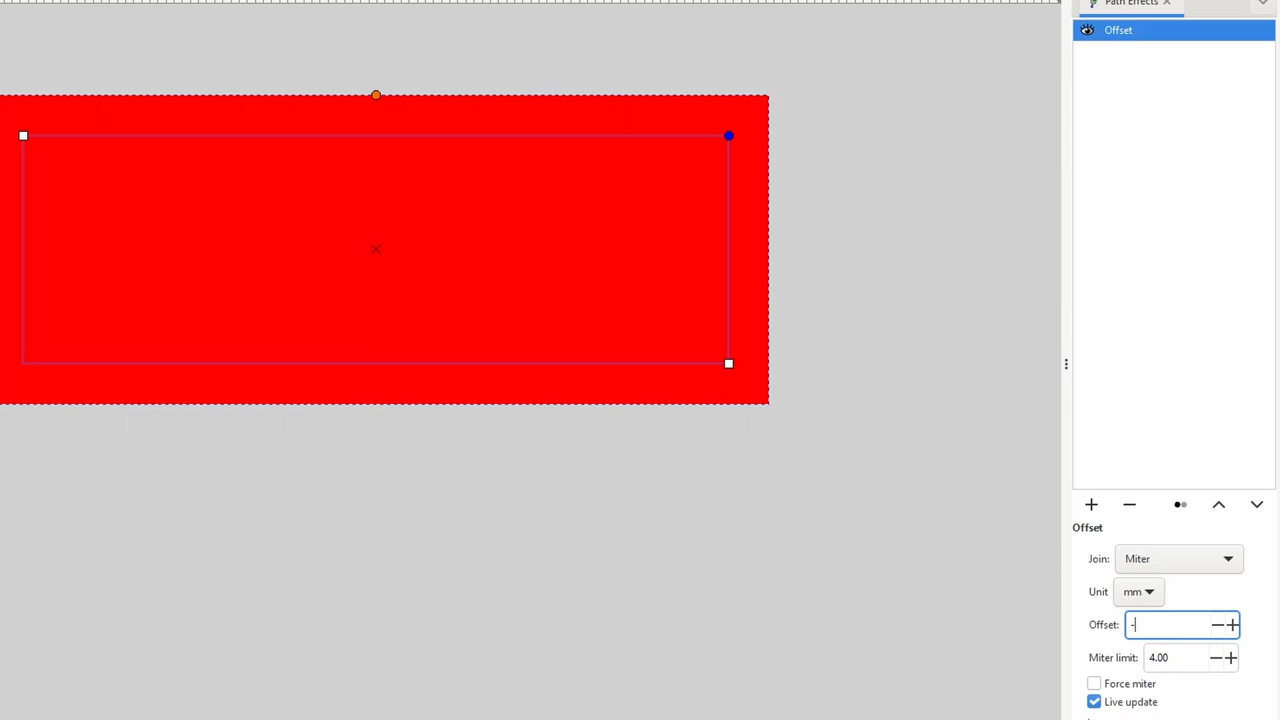 Path Effects
Offset
Offset
Join: Miter
Unit mm
Offset: -
Miter limit: 4.00
Force miter
Live update